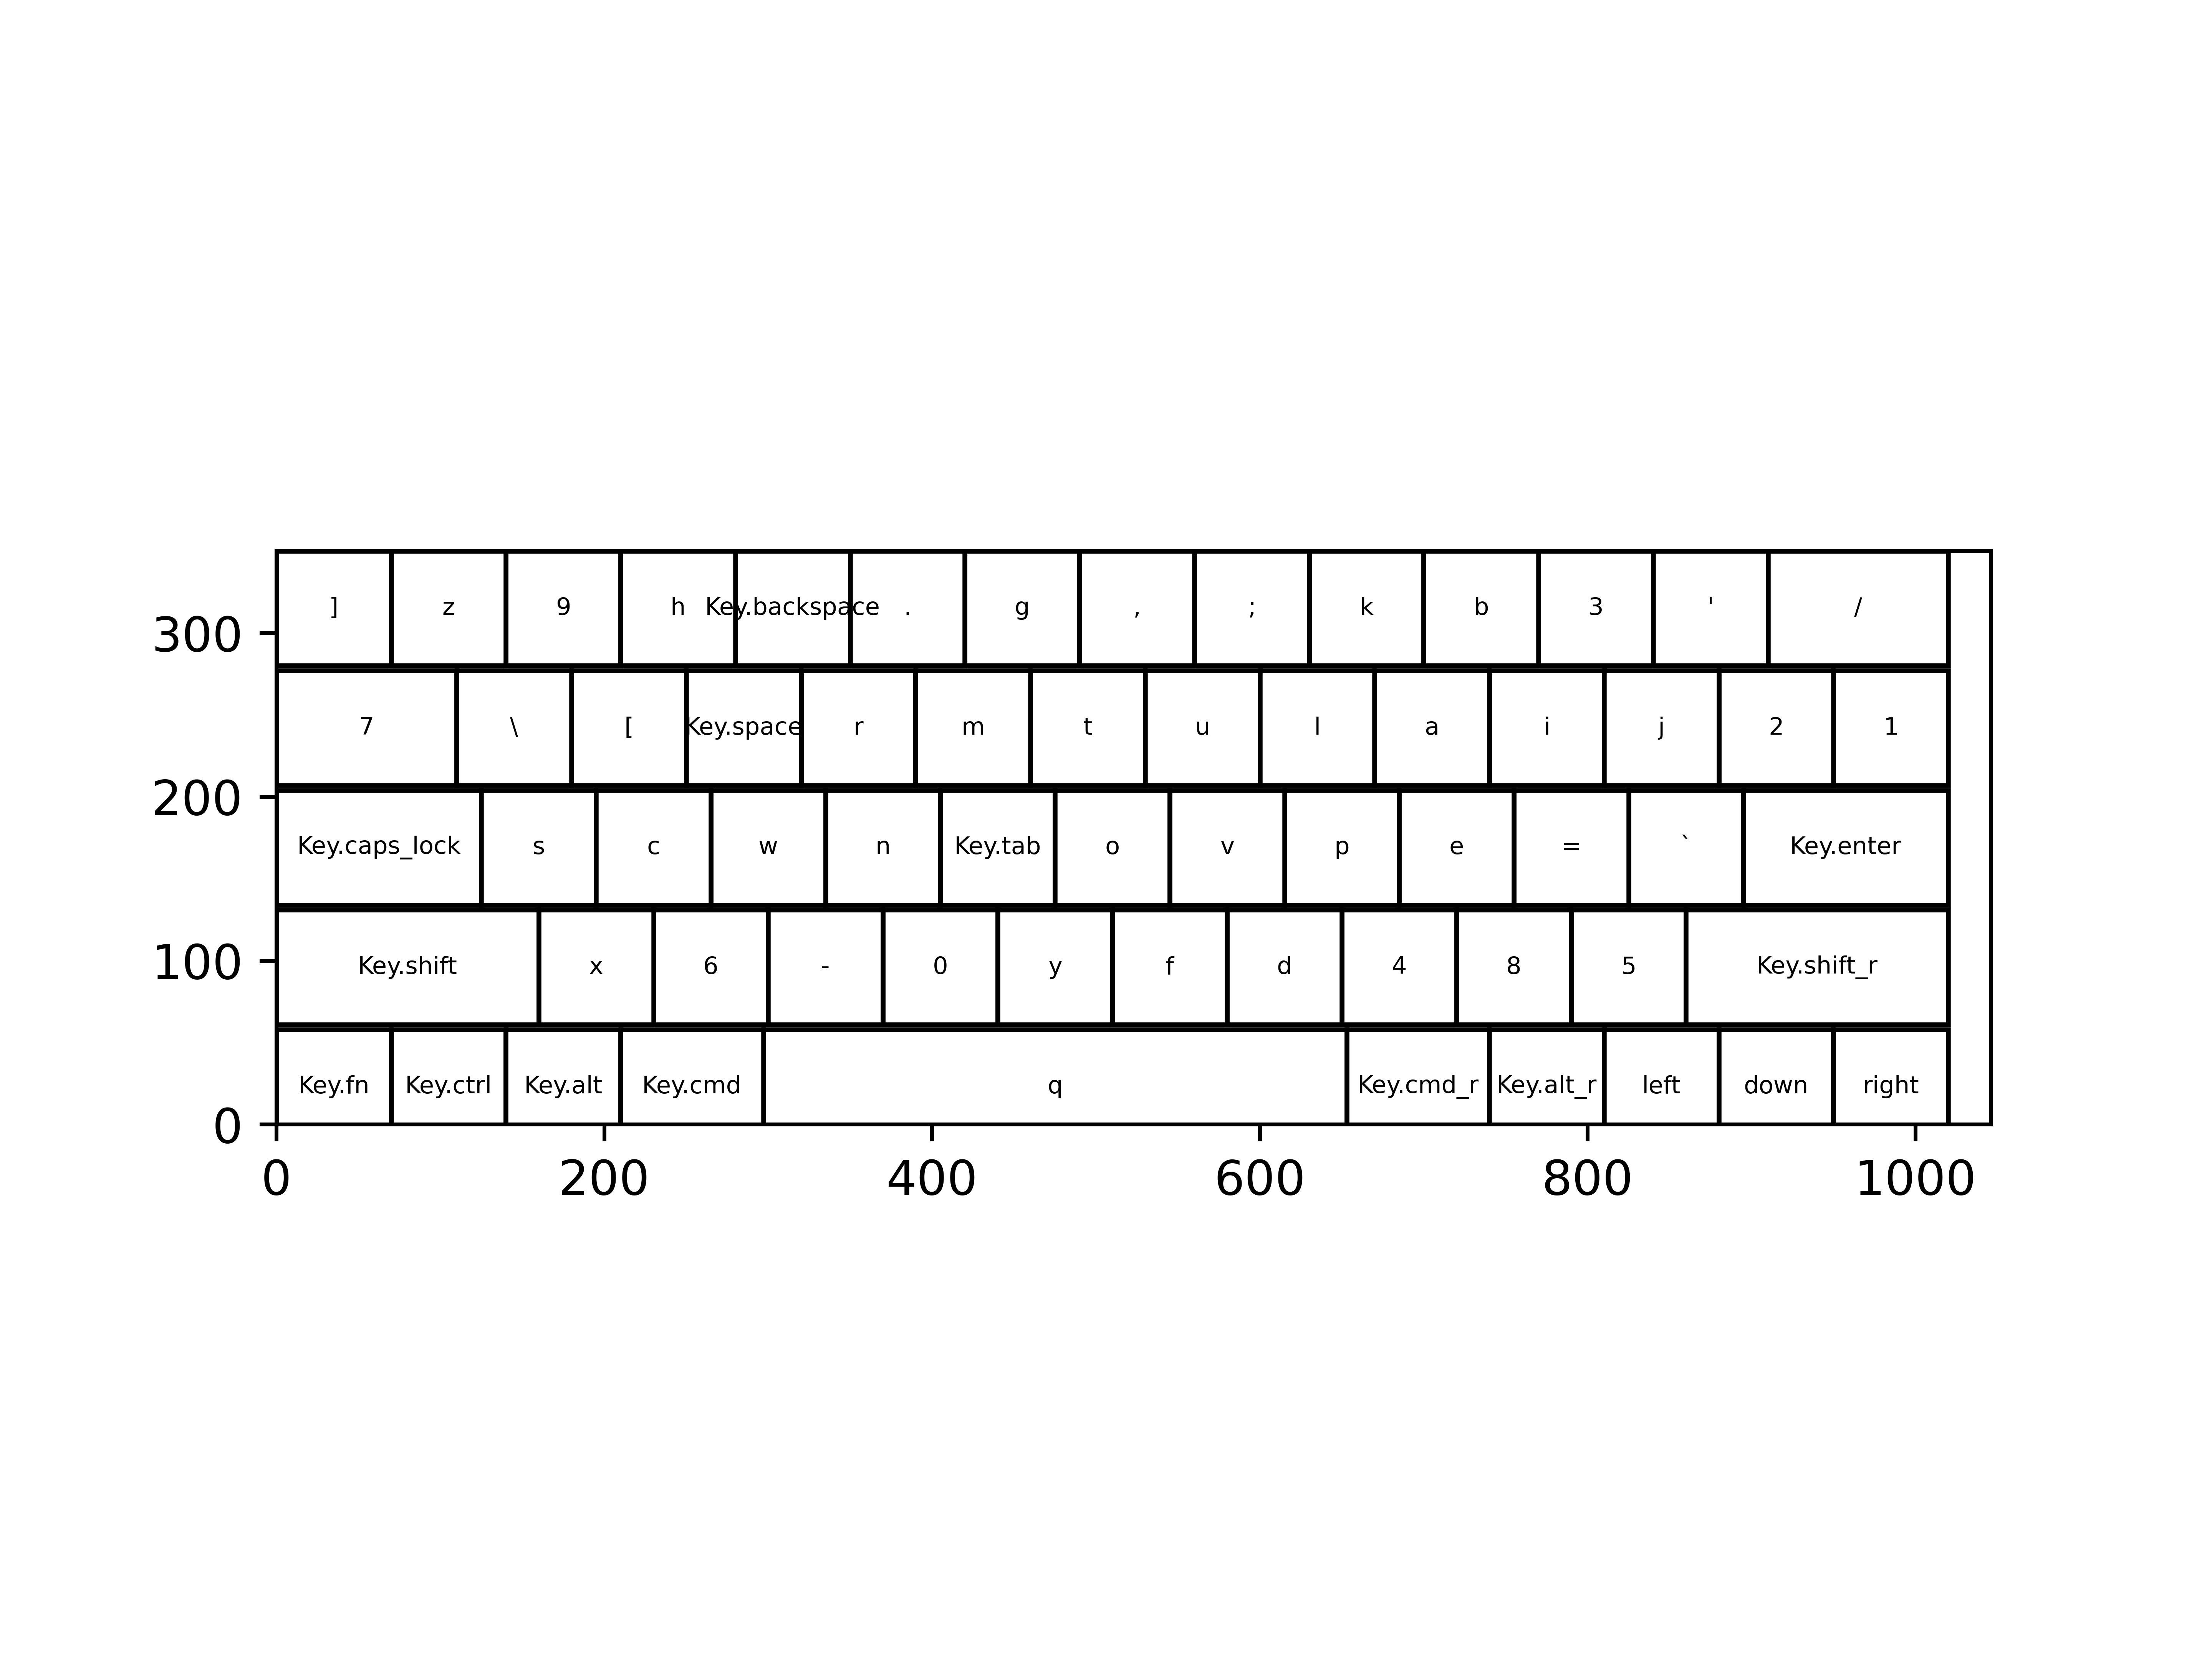 ] z 9 h Key.backspace . g , ; k b 3 ' /
300
7 \ [ Key.space r m t u l a i j 2 1
200
Key.caps_lock s c w n Key.tab o v p e = ` Key.enter
100
Key.shift x 6 - 0 y f d 4 8 5 Key.shift_r
Key.fn Key.ctrl Key.alt Key.cmd q Key.cmd_r Key.alt_r left down right
0
0 200 400 600 800 1000